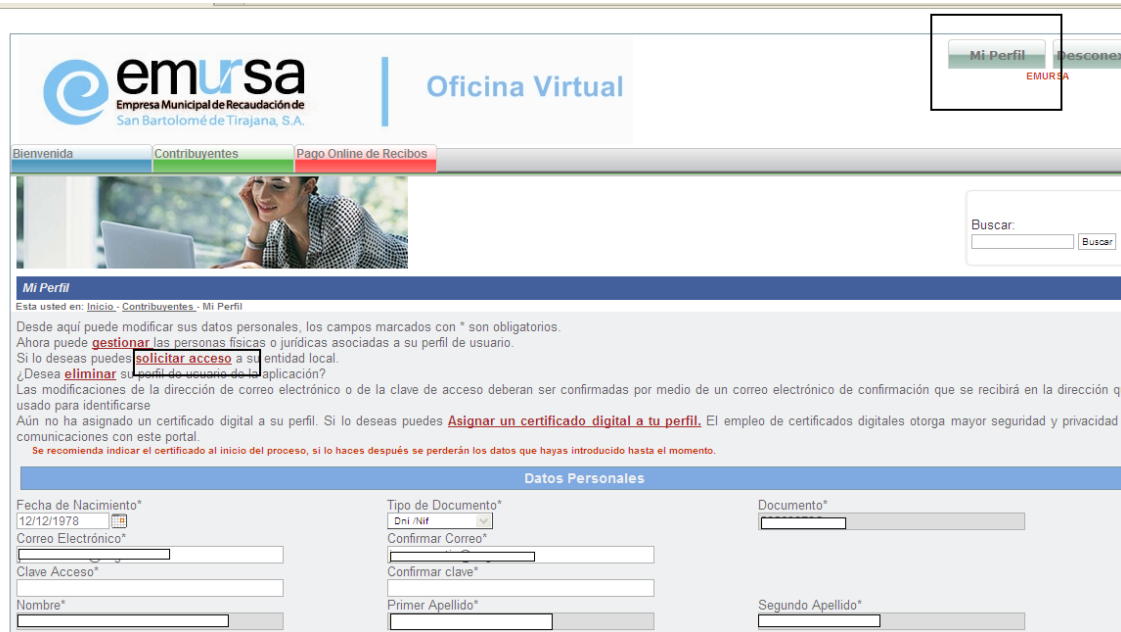 emursa
Empresa Municipal de Recaudación de
San Bartolomé de Tirajana, S.A.
Oficina Virtual
Mi Perfil
Desconex
EMURSA
Bienvenida
Contribuyentes
Pago Online de Recibos
Buscar:
Buscar
Mi Perfil
Esta usted en: Inicio - Contribuyentes - Mi Perfil
Desde aquí puede modificar sus datos personales, los campos marcados con * son obligatorios.
Ahora puede gestionar las personas físicas o jurídicas asociadas a su perfil de usuario.
Si lo deseas puedes solicitar acceso a su entidad local.
¿Desea eliminar su perfil de usuario de la aplicación?
Las modificaciones de la dirección de correo electrónico o de la clave de acceso deberan ser confirmadas por medio de un correo electrónico de confirmación que se recibirá en la dirección q
usado para identificarse
Aún no ha asignado un certificado digital a su perfil. Si lo deseas puedes Asignar un certificado digital a tu perfil. El empleo de certificados digitales otorga mayor seguridad y privacidad
comunicaciones con este portal.
Se recomienda indicar el certificado al inicio del proceso, si lo haces después se perderán los datos que hayas introducido hasta el momento.
Datos Personales
Fecha de Nacimiento* Tipo de Documento* Documento*
12/12/1978 Dni /Nif
Correo Electrónico* Confirmar Correo*
Clave Acceso* Confirmar clave*
Nombre* Primer Apellido* Segundo Apellido*